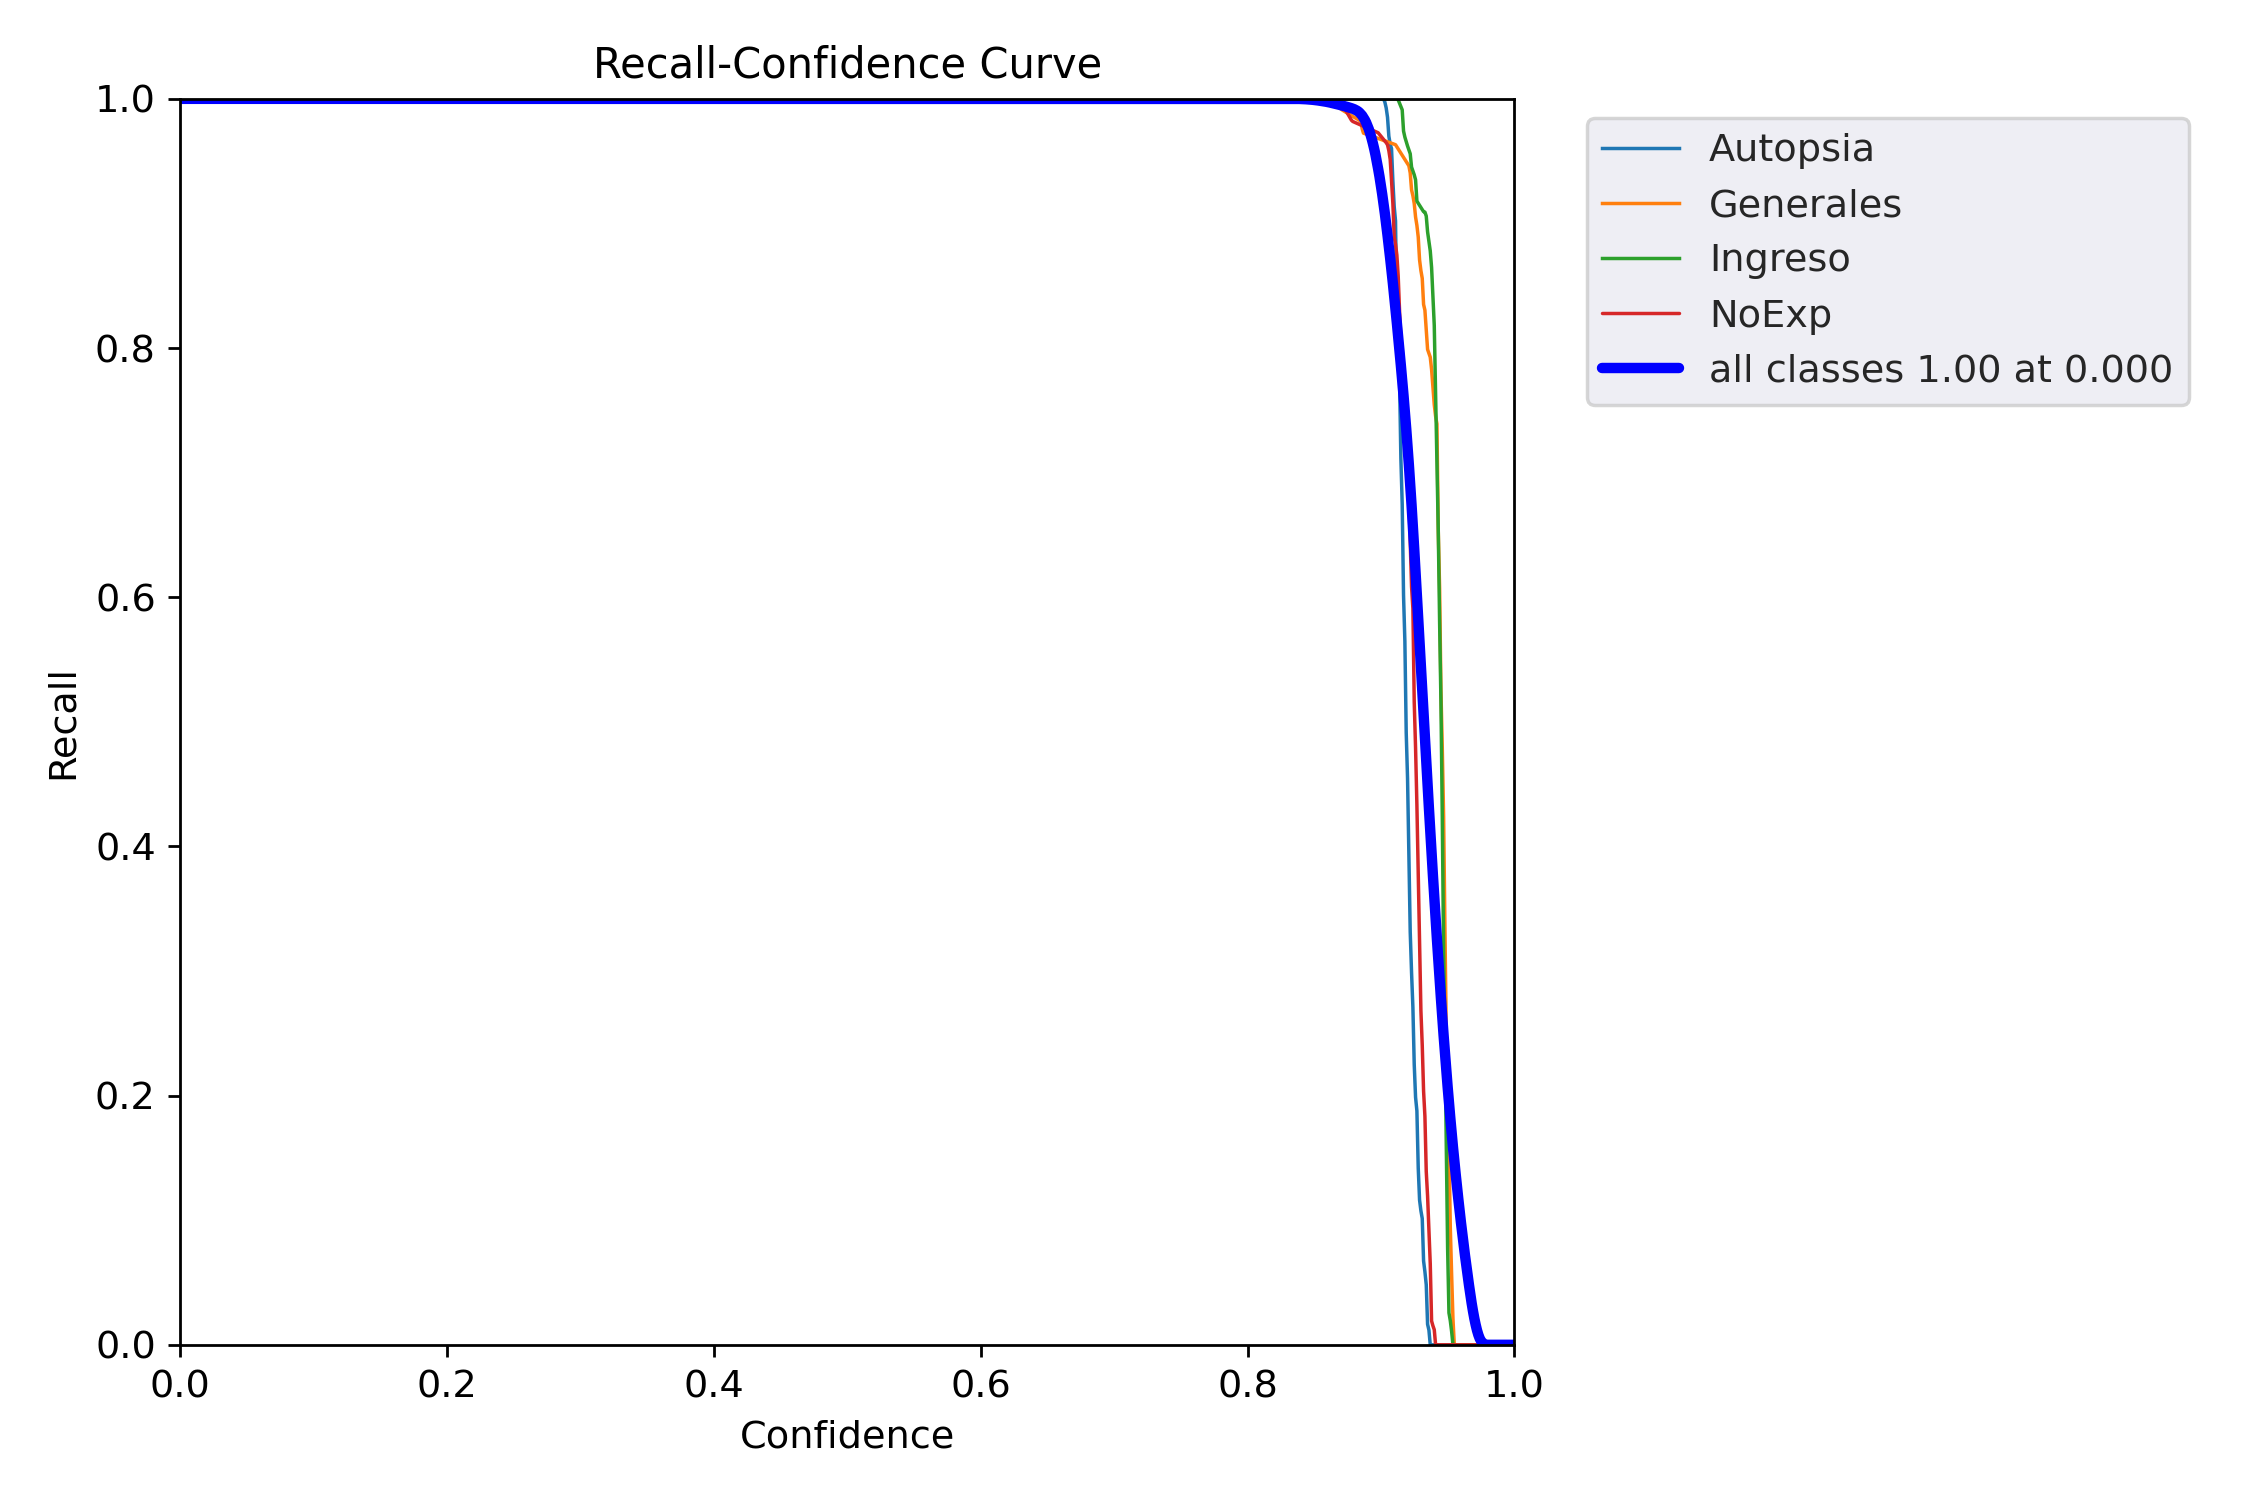 Recall-Confidence Curve
1.0
0.8
0.6
0.4
0.2
0.0
Recall
0.0 0.2 0.4 0.6 0.8 1.0
Confidence
Autopsia
Generales
Ingreso
NoExp
all classes 1.00 at 0.000